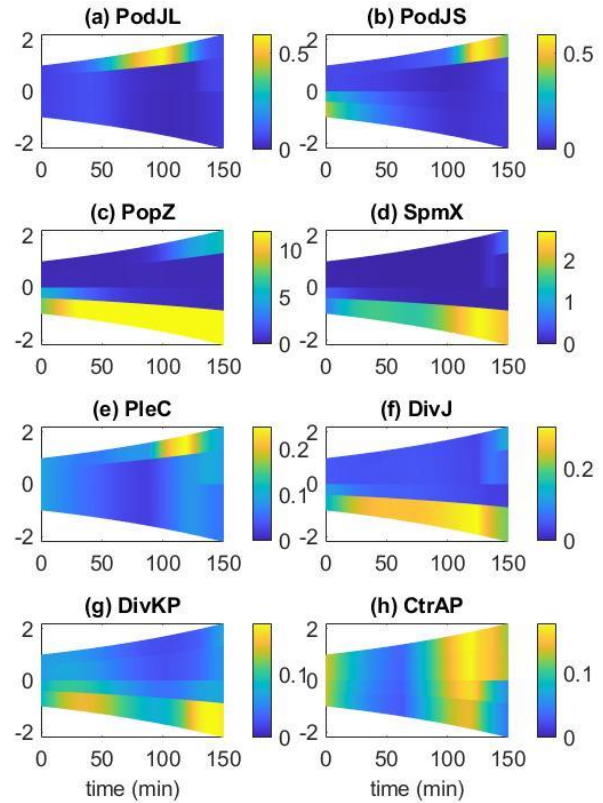 (a) PodJL
(b) PodJS
2
0
-2
0 50 100 150
0.5
0
2
0
-2
0 50 100 150
0.5
0
(c) PopZ
(d) SpmX
2
0
-2
0 50 100 150
10
5
0
2
0
-2
0 50 100 150
2
1
0
(e) PleC
(f) DivJ
2
0
-2
0 50 100 150
0.2
0.1
0
2
0
-2
0 50 100 150
0.2
0
(g) DivKP
(h) CtrAP
2
0
-2
0 50 100 150
time (min)
0.1
0
2
0
-2
0 50 100 150
time (min)
0.1
0